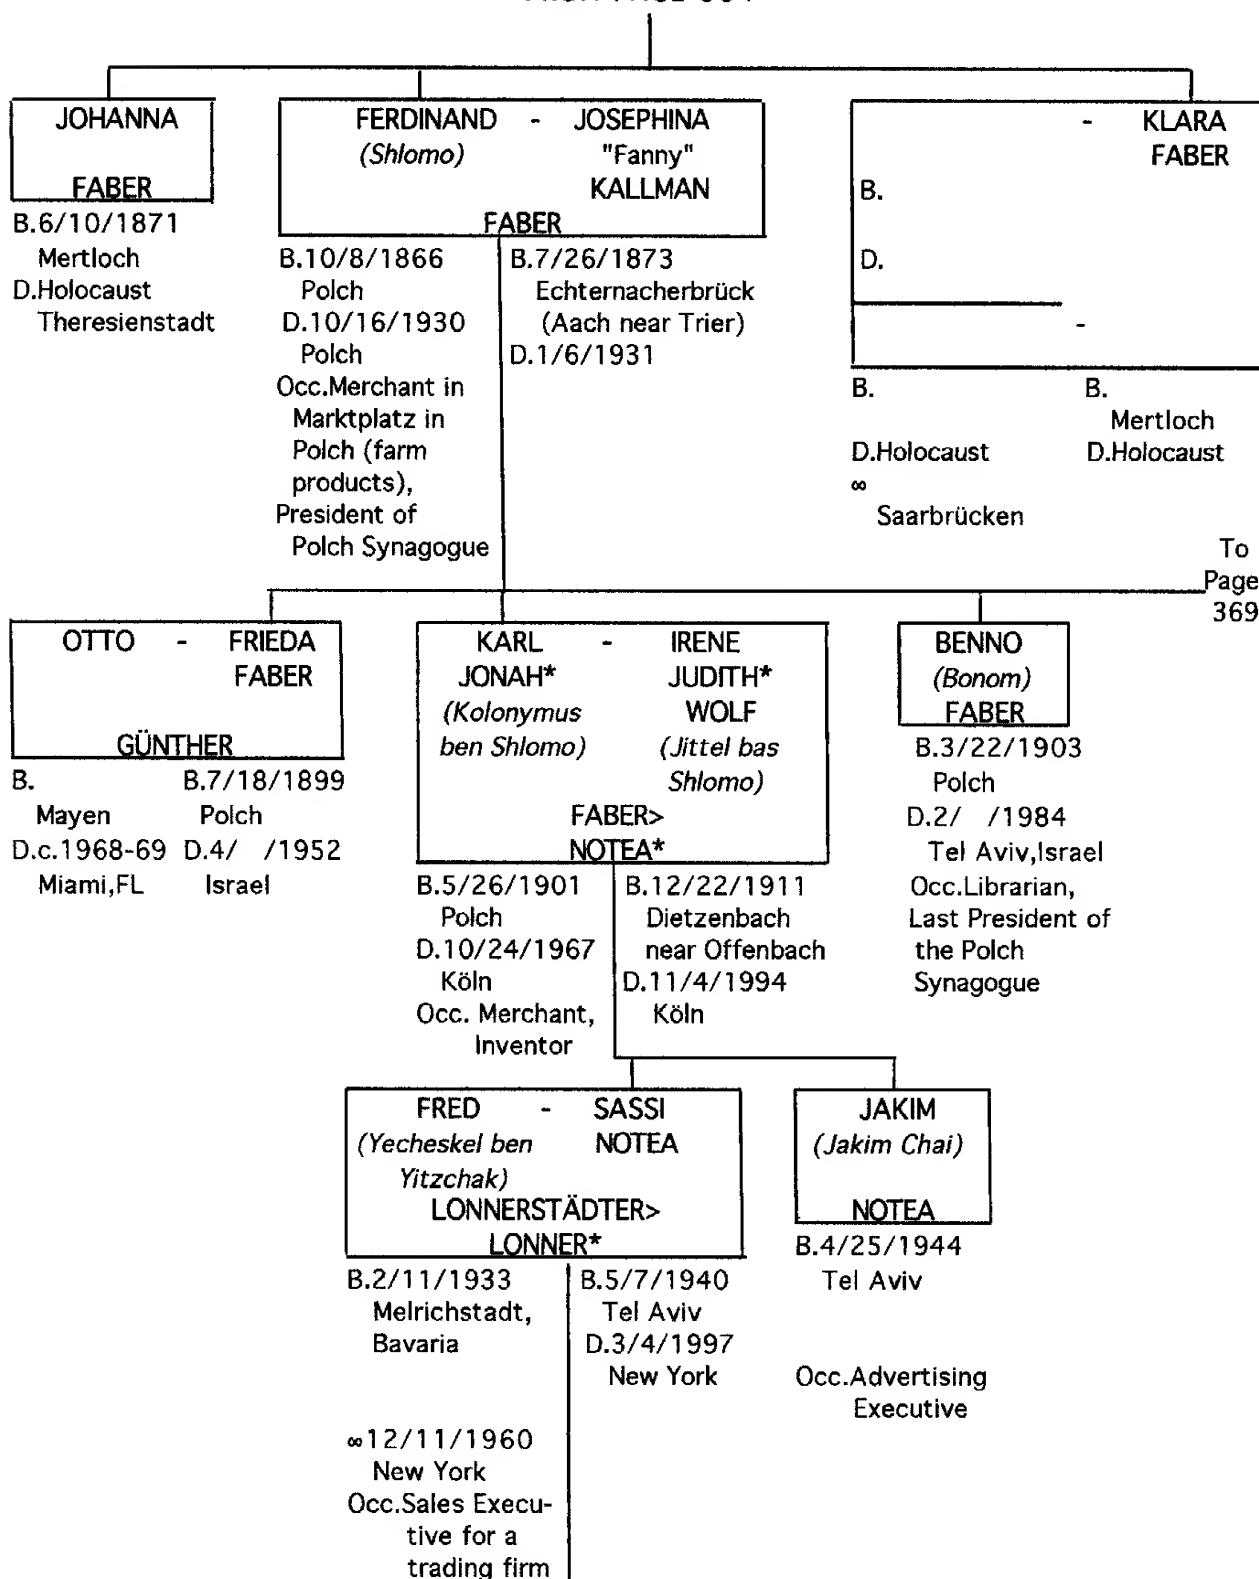 JOHANNA
FABER
B.6/10/1871
Mertloch
D.Holocaust
Theresienstadt
FERDINAND - JOSEPHINA
(Shlomo) "Fanny"
KALLMAN
FABER
B.10/8/1866
Polch
D.10/16/1930
Polch
Occ.Merchant in
Marktplatz in
Polch (farm
products),
President of
Polch Synagogue
B.7/26/1873
Echternacherbrück
(Aach near Trier)
D.1/6/1931
- KLARA
FABER
B.
D.
-
B.
D.Holocaust
∞
Saarbrücken
B.
Mertloch
D.Holocaust
To
Page
369
OTTO - FRIEDA
FABER
GÜNTHER
B.
Mayen
D.c.1968-69
Miami,FL
B.7/18/1899
Polch
D.4/ /1952
Israel
KARL - IRENE
JONAH* JUDITH*
(Kolonymus WOLF
ben Shlomo) (Jittel bas
Shlomo)
FABER>
NOTEA*
B.5/26/1901
Polch
D.10/24/1967
Köln
Occ. Merchant,
Inventor
B.12/22/1911
Dietzenbach
near Offenbach
D.11/4/1994
Köln
BENNO
(Bonom)
FABER
B.3/22/1903
Polch
D.2/ /1984
Tel Aviv,Israel
Occ.Librarian,
Last President of
the Polch
Synagogue
FRED - SASSI
(Yecheskel ben NOTEA
Yitzchak)
LONNERSTÄDTER>
LONNER*
B.2/11/1933
Melrichstadt,
Bavaria
∞12/11/1960
New York
Occ.Sales Execu-
tive for a
trading firm
B.5/7/1940
Tel Aviv
D.3/4/1997
New York
JAKIM
(Jakim Chai)
NOTEA
B.4/25/1944
Tel Aviv
Occ.Advertising
Executive